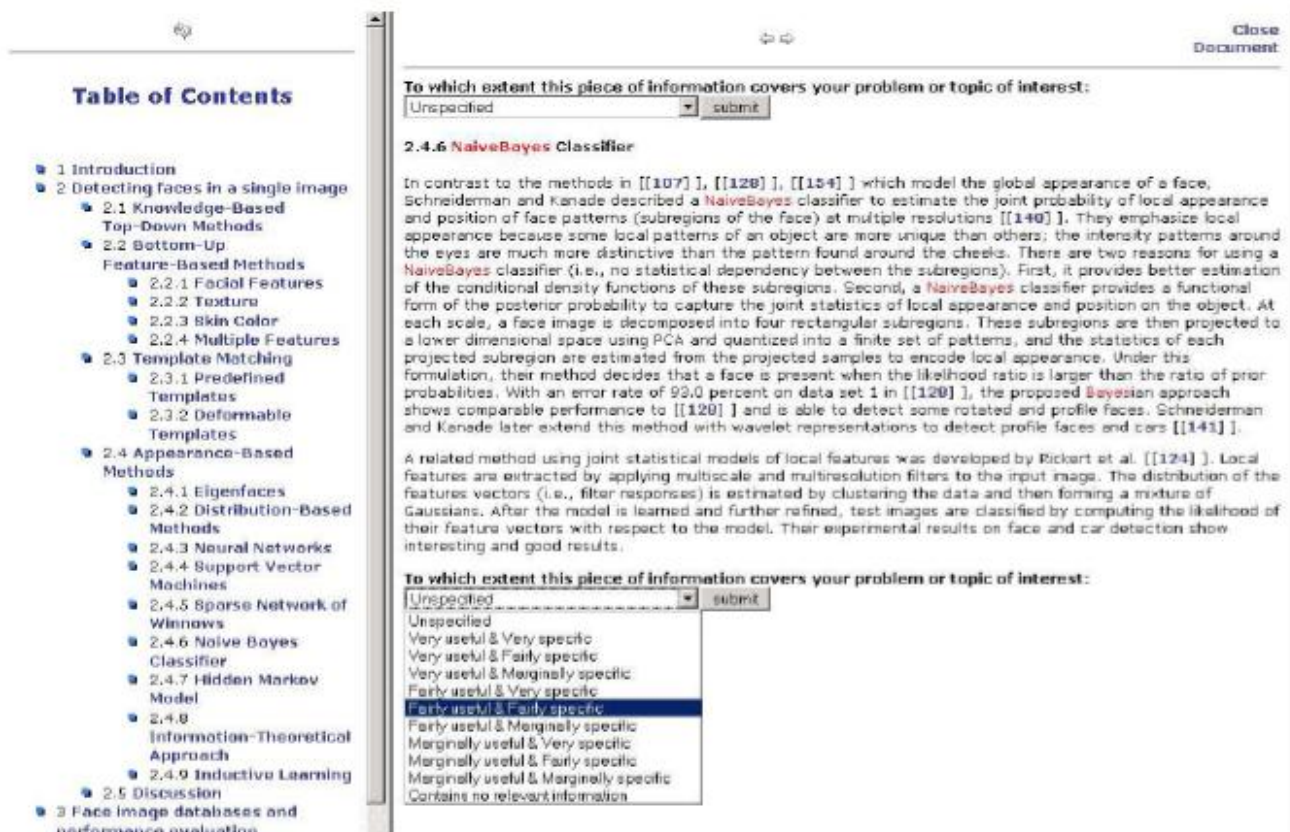 Table of Contents
1 Introduction
2 Detecting faces in a single image
2.1 Knowledge-Based
Top-Down Methods
2.2 Bottom-Up
Feature-Based Methods
2.2.1 Facial Features
2.2.2 Texture
2.2.3 Skin Color
2.2.4 Multiple Features
2.3 Template Matching
2.3.1 Predefined
Templates
2.3.2 Deformable
Templates
2.4 Appearance-Based
Methods
2.4.1 Eigenfaces
2.4.2 Distribution-Based
Methods
2.4.3 Neural Networks
2.4.4 Support Vector
Machines
2.4.5 Sparse Network of
Winnows
2.4.6 Naive Bayes
Classifier
2.4.7 Hidden Markov
Model
2.4.8
Information-Theoretical
Approach
2.4.9 Inductive Learning
2.5 Discussion
3 Face image databases and
performance evaluation
Close
Document
To which extent this piece of information covers your problem or topic of interest:
Unspecified submit
2.4.6 NaiveBayes Classifier
In contrast to the methods in [[107] ], [[128] ], [[154] ] which model the global appearance of a face,
Schneiderman and Kanade described a NaiveBayes classifier to estimate the joint probability of local appearance
and position of face patterns (subregions of the face) at multiple resolutions [[140] ]. They emphasize local
appearance because some local patterns of an object are more unique than others; the intensity patterns around
the eyes are much more distinctive than the pattern found around the cheeks. There are two reasons for using a
NaiveBayes classifier (i.e., no statistical dependency between the subregions). First, it provides better estimation
of the conditional density functions of these subregions. Second, a NaiveBayes classifier provides a functional
form of the posterior probability to capture the joint statistics of local appearance and position on the object. At
each scale, a face image is decomposed into four rectangular subregions. These subregions are then projected to
a lower dimensional space using PCA and quantized into a finite set of patterns, and the statistics of each
projected subregion are estimated from the projected samples to encode local appearance. Under this
formulation, their method decides that a face is present when the likelihood ratio is larger than the ratio of prior
probabilities. With an error rate of 93.0 percent on data set 1 in [[128] ], the proposed Bayesian approach
shows comparable performance to [[128] ] and is able to detect some rotated and profile faces. Schneiderman
and Kanade later extend this method with wavelet representations to detect profile faces and cars [[141] ].
A related method using joint statistical models of local features was developed by Rickert et al. [[124] ]. Local
features are extracted by applying multiscale and multiresolution filters to the input image. The distribution of the
features vectors (i.e., filter responses) is estimated by clustering the data and then forming a mixture of
Gaussians. After the model is learned and further refined, test images are classified by computing the likelihood of
their feature vectors with respect to the model. Their experimental results on face and car detection show
interesting and good results.
To which extent this piece of information covers your problem or topic of interest:
Unspecified submit
Unspecified
Very useful & Very specific
Very useful & Fairly specific
Very useful & Marginally specific
Fairly useful & Very specific
Fairly useful & Fairly specific
Fairly useful & Marginally specific
Marginally useful & Very specific
Marginally useful & Fairly specific
Marginally useful & Marginally specific
Contains no relevant information